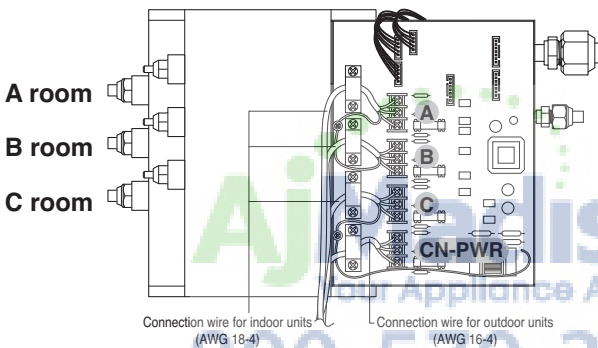 A room
B room
C room
A
B
C
CN-PWR
Connection wire for indoor units
(AWG 18-4)
Connection wire for outdoor units
(AWG 16-4)
Your Appliance A